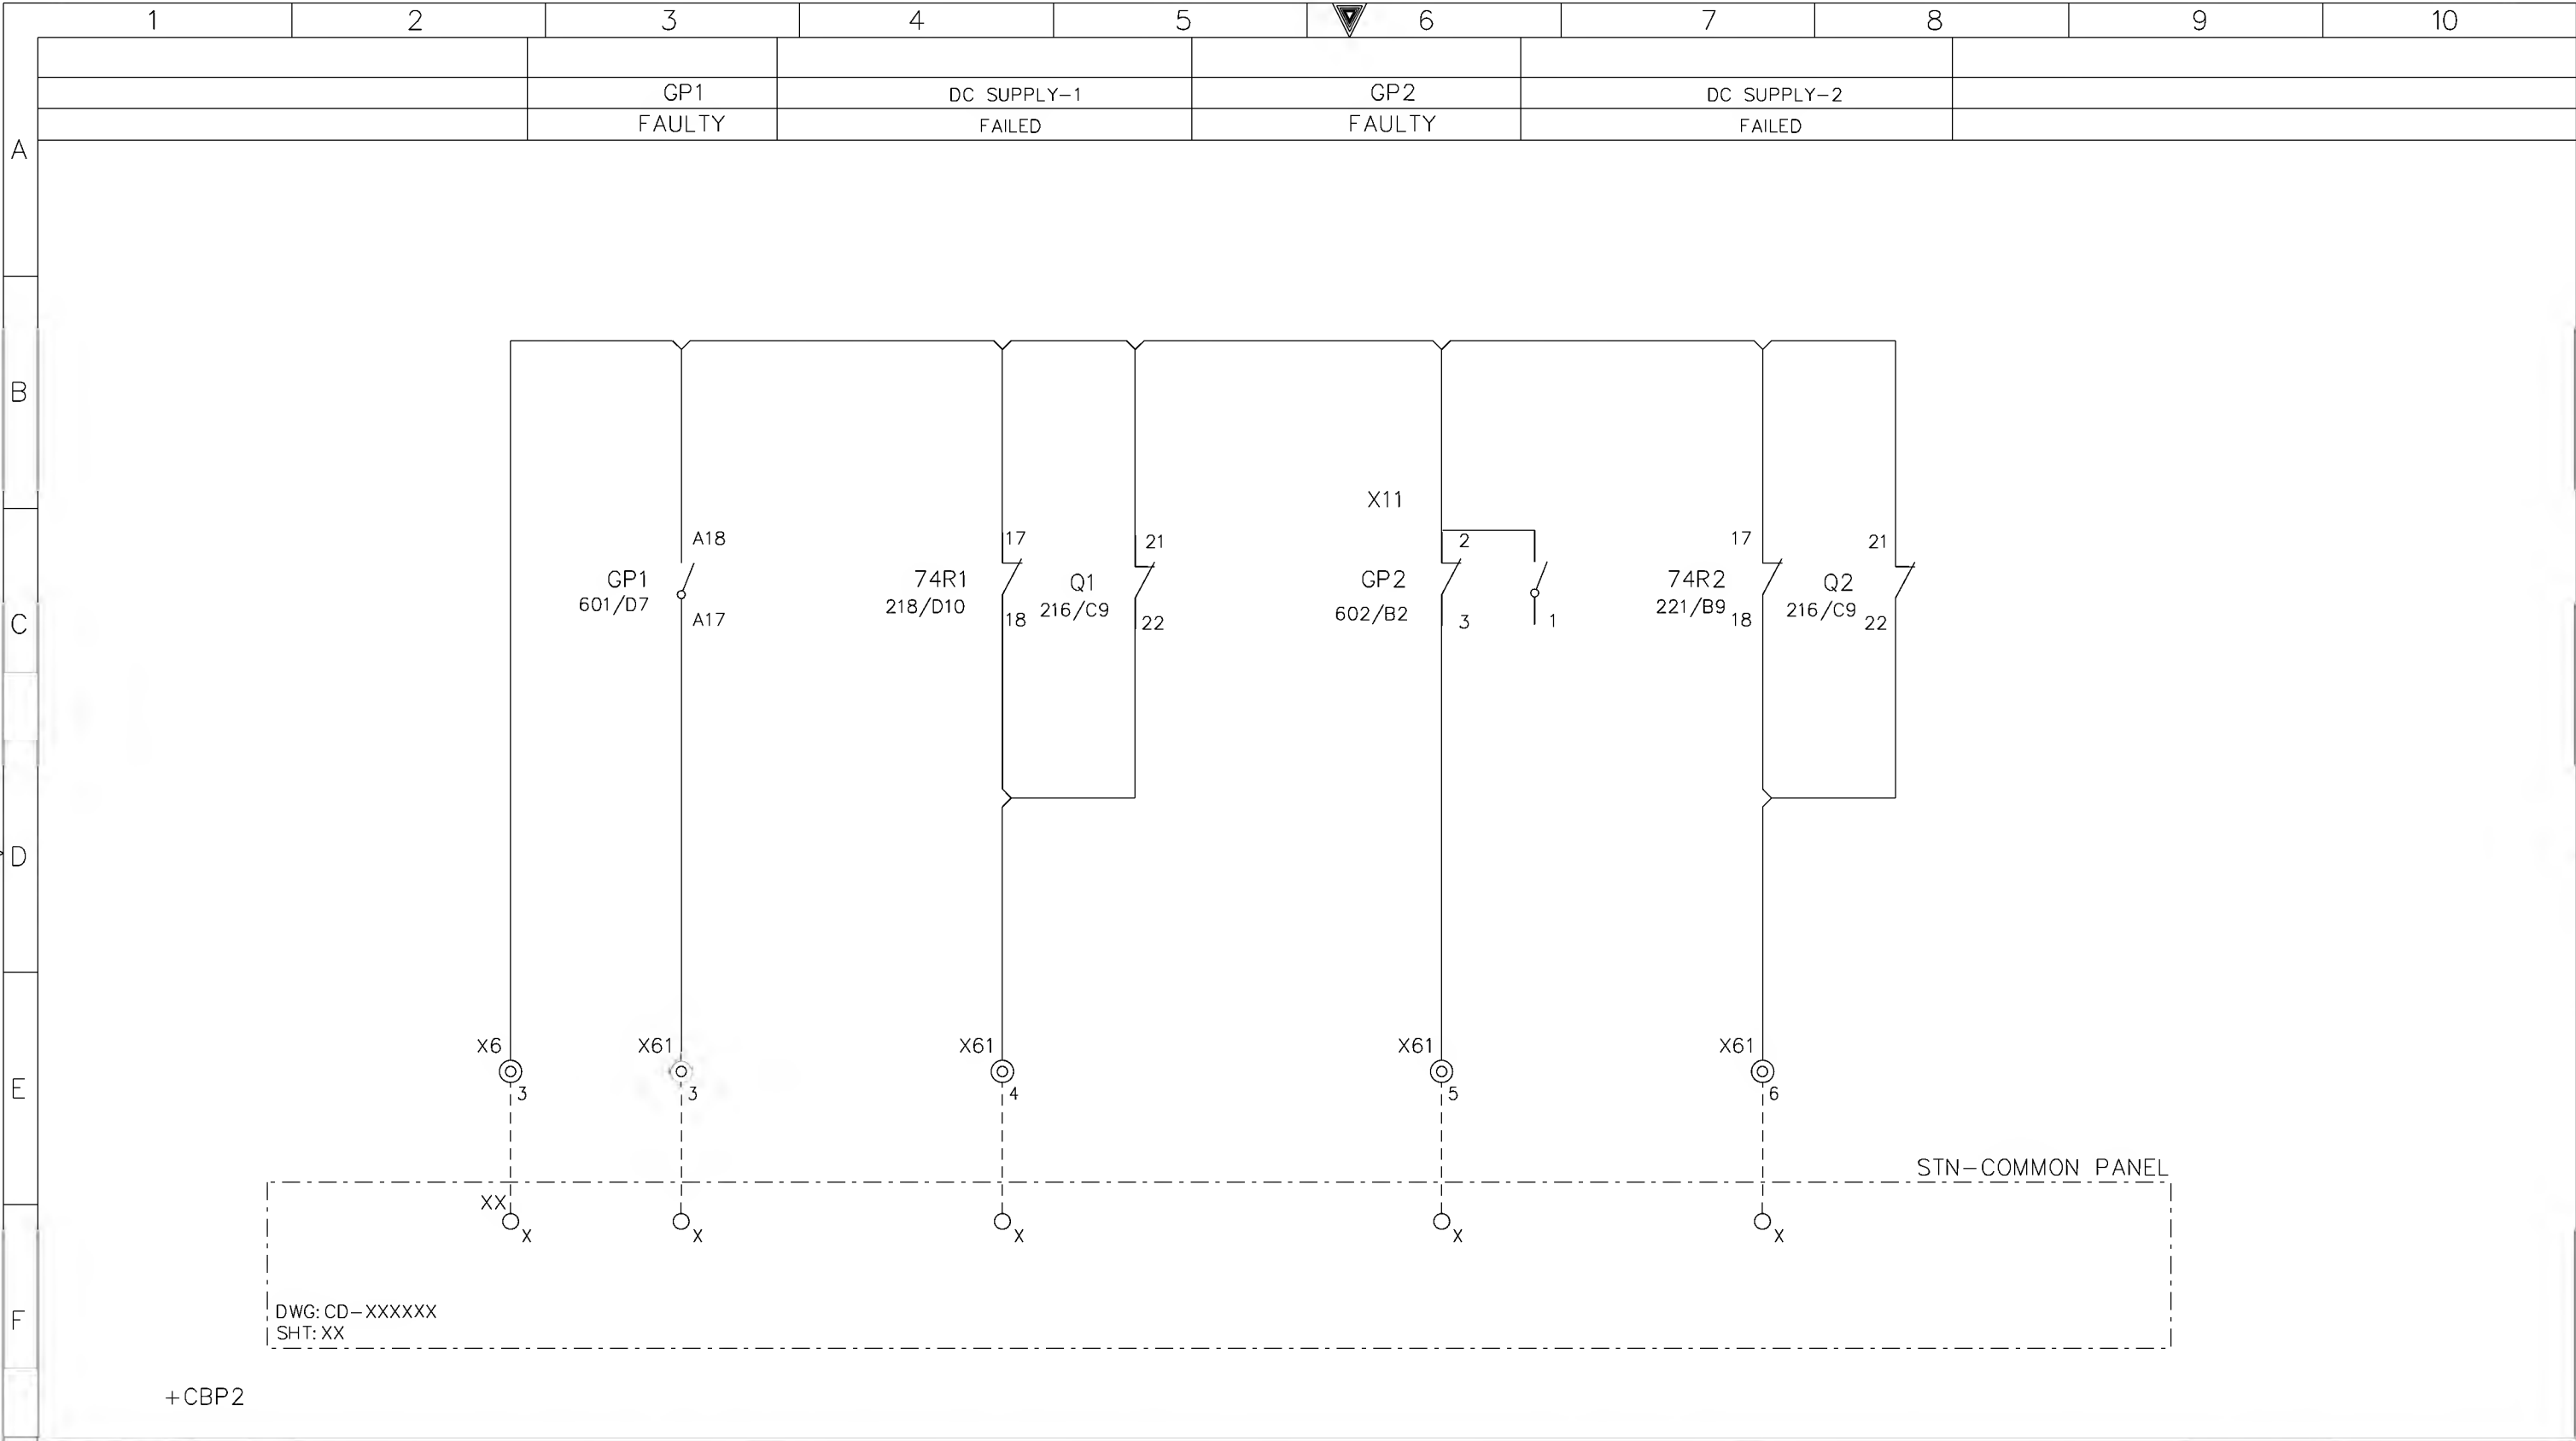 1 2 3 4 5 6 7 8 9 10
GP1 DC SUPPLY-1 GP2 DC SUPPLY-2
FAULTY FAILED FAULTY FAILED
A
B
X11
A18 17 21 2 17 21
GP1 74R1 Q1 GP2 74R2 Q2
601/D7 218/D10 216/C9 602/B2 221/B9 216/C9
C
A17 18 22 3 1 18 22
D
X6 X61 X61 X61 X61
E
3 3 4 5 6
STN-COMMON PANEL
XX
X X X X X
DWG: CD-XXXXXX
F
SHT: XX
+CBP2